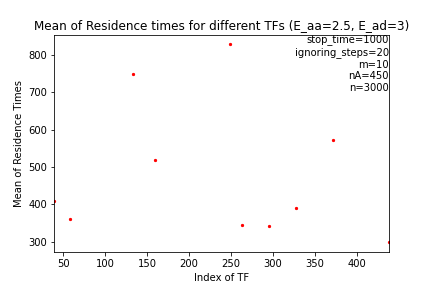 Mean of Residence times for different TFs (E_aa=2.5, E_ad=3)
stop_time=1000
ignoring_steps=20
m=10
nA=450
n=3000
Mean of Residence Times
800
700
600
500
400
300
50 100 150 200 250 300 350 400
Index of TF